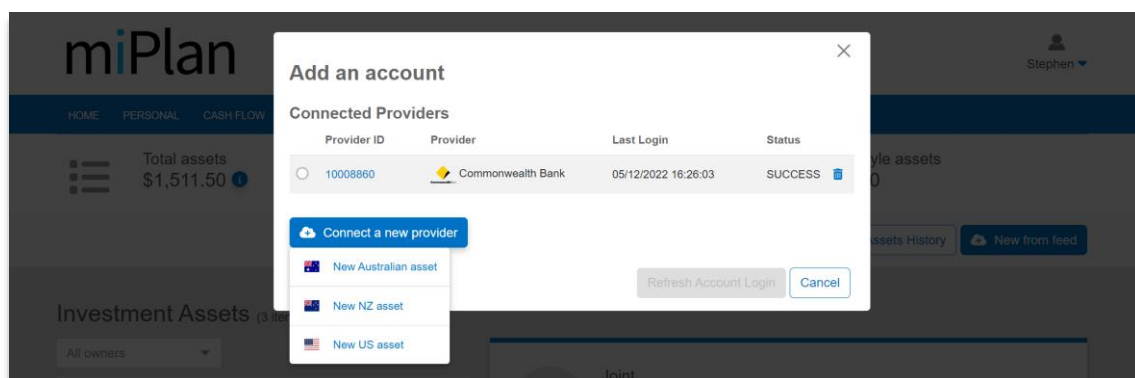 miPlan
Stephen
HOME PERSONAL CASH FLOW
Total assets
$1,511.50
Add an account
Connected Providers
Provider ID Provider Last Login Status
10008860 Commonwealth Bank 05/12/2022 16:26:03 SUCCESS
Connect a new provider
New Australian asset
New NZ asset
New US asset
Refresh Account Login Cancel
yle assets
0
ssets History New from feed
Investment Assets (3 ite
All owners
Joint